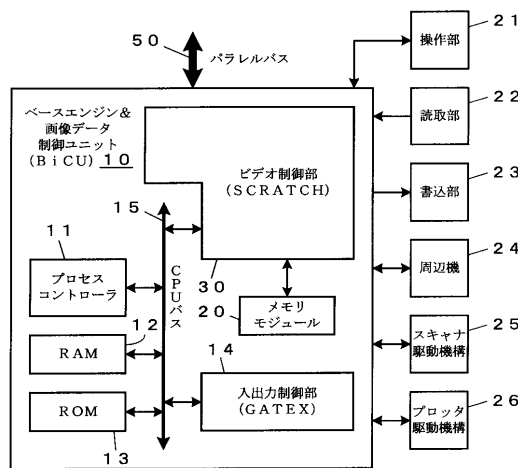 50
パラレルバス
ベースエンジン&
画像データ
制御ユニット
(BiCU) 10
ビデオ制御部
(SCRATCH)
15
CPUバス
11
プロセス
コントローラ
12
RAM
ROM
13
30
20
メモリ
モジュール
14
入出力制御部
(GATEX)
21
操作部
22
読取部
23
書込部
24
周辺機
25
スキャナ
駆動機構
26
プロッタ
駆動機構